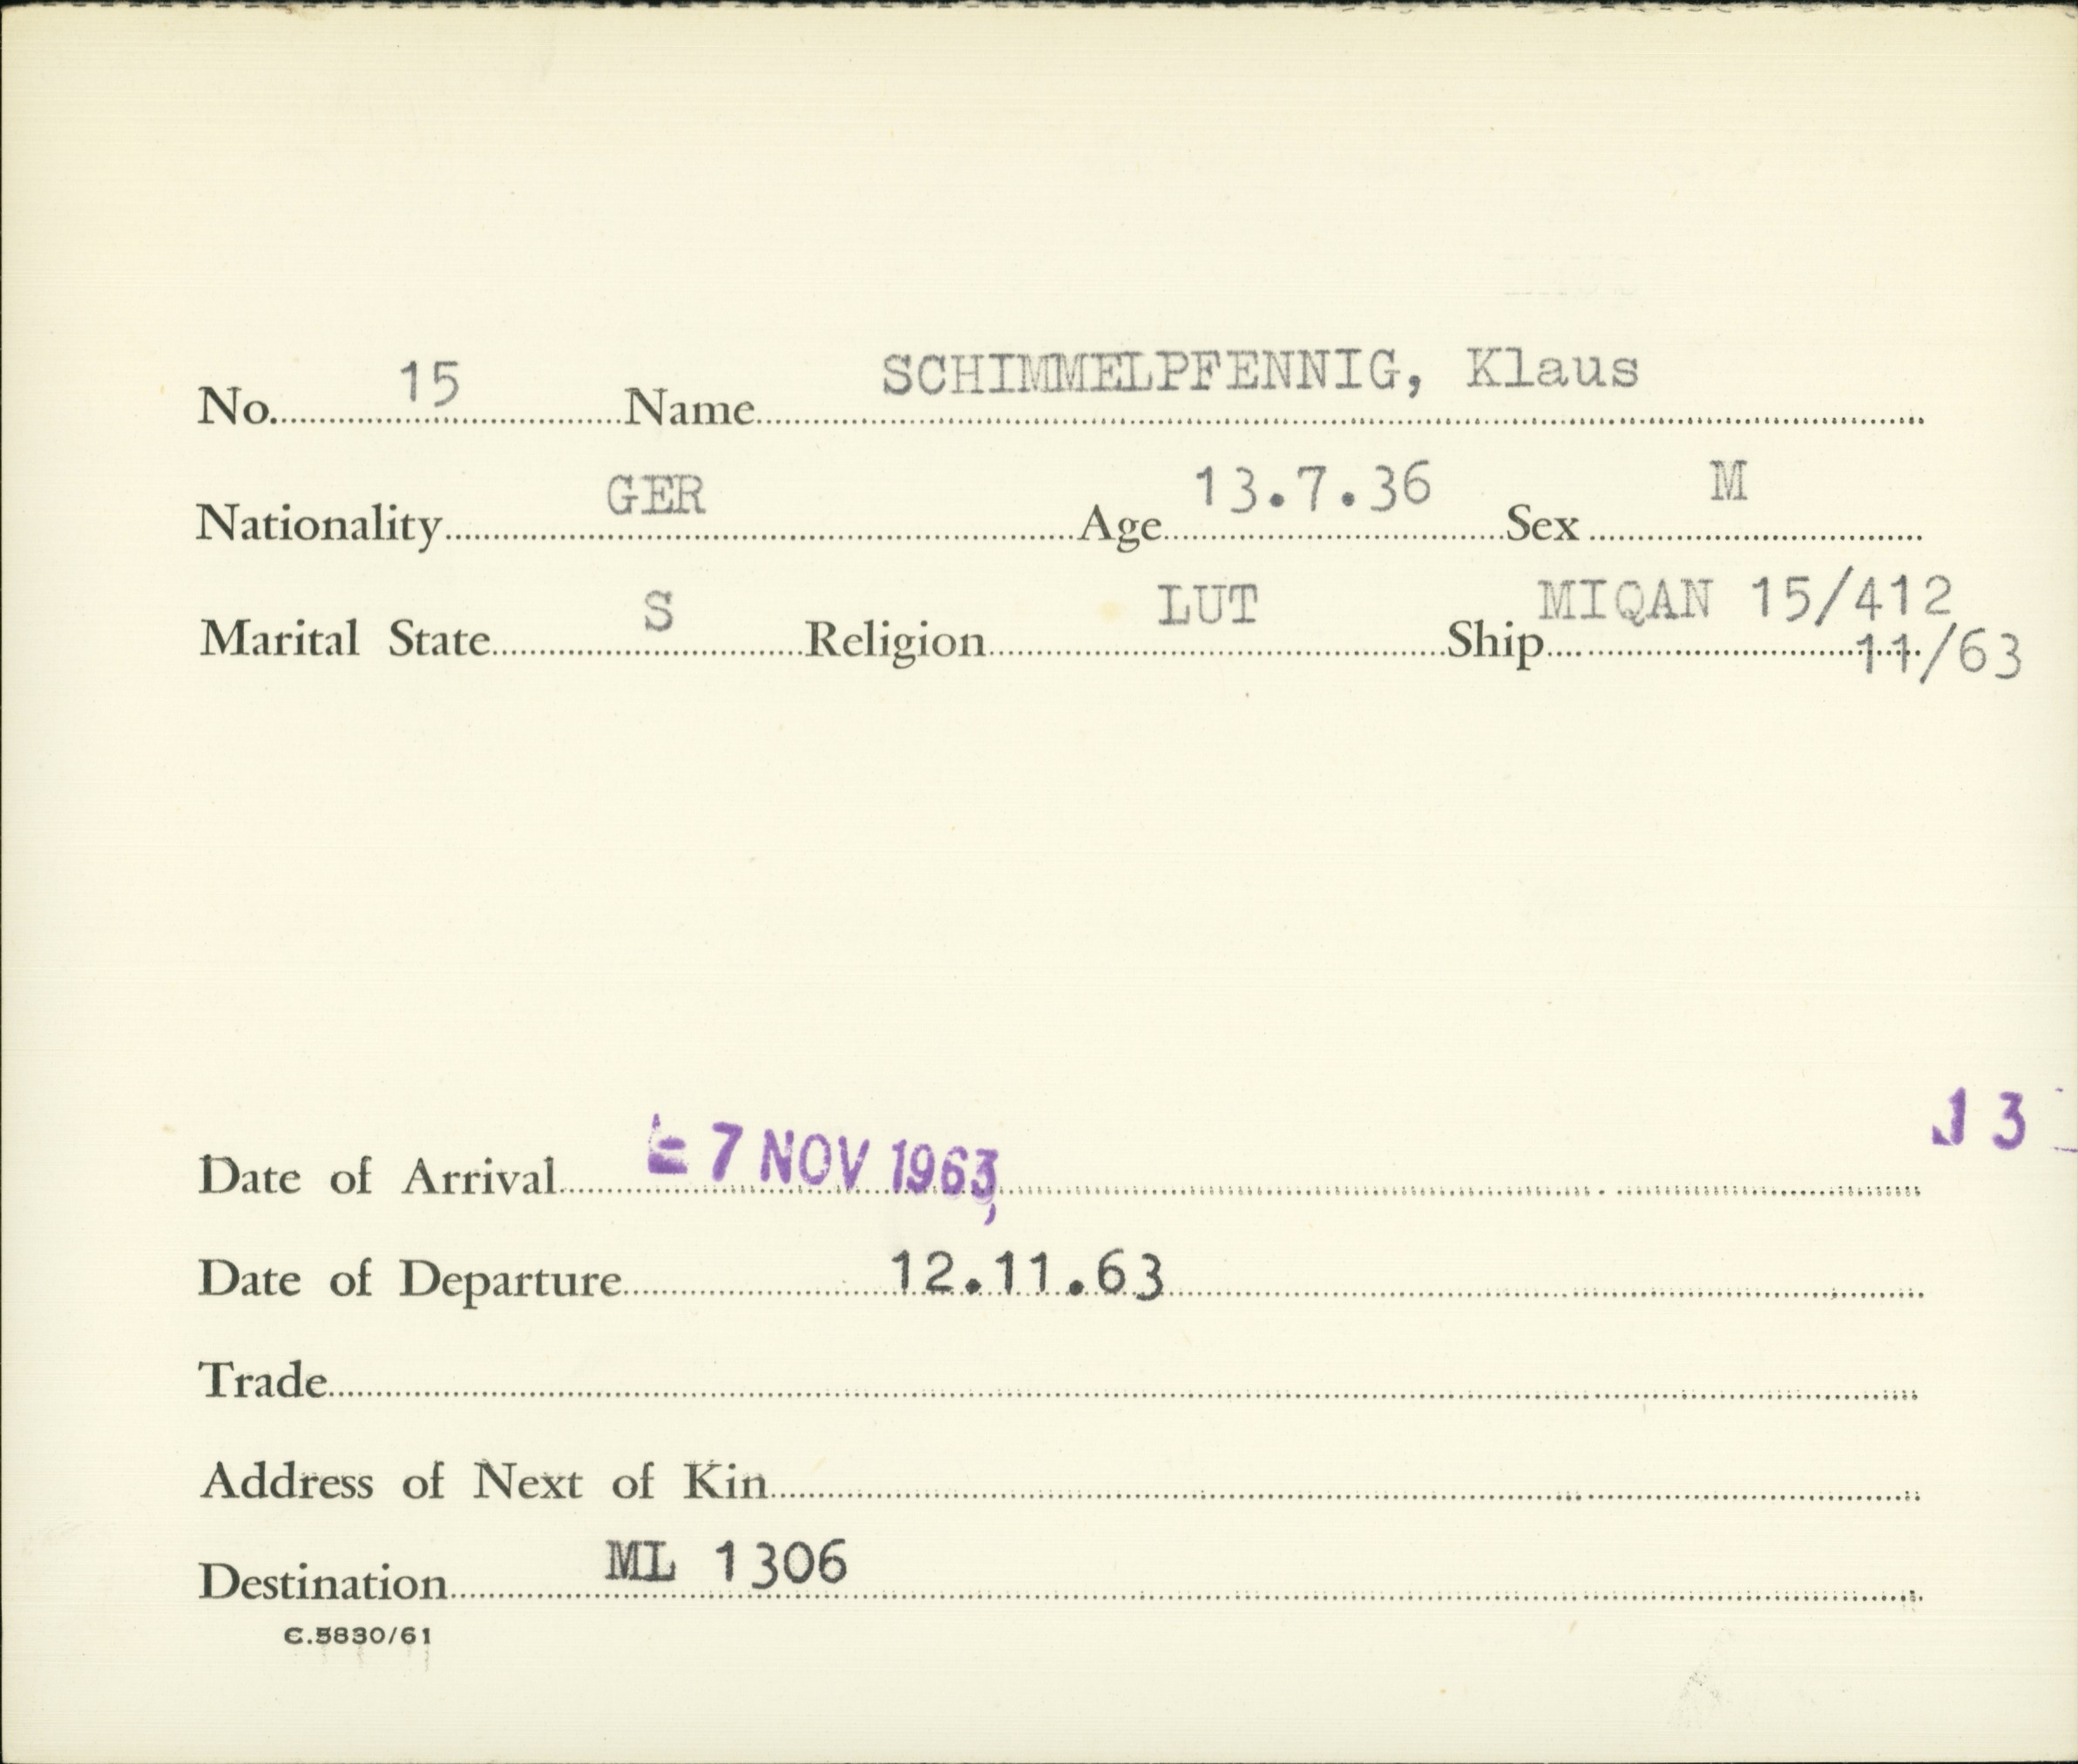 No. 15 Name SCHIMMELPFENNIG, Klaus
Nationality GER Age 13.7.36 Sex M
Marital State S Religion LUT Ship MIQAN 15/412
11/63
J 3
Date of Arrival - 7 NOV 1963
Date of Departure 12.11.63
Trade
Address of Next of Kin
Destination ML 1306
C.5830/61